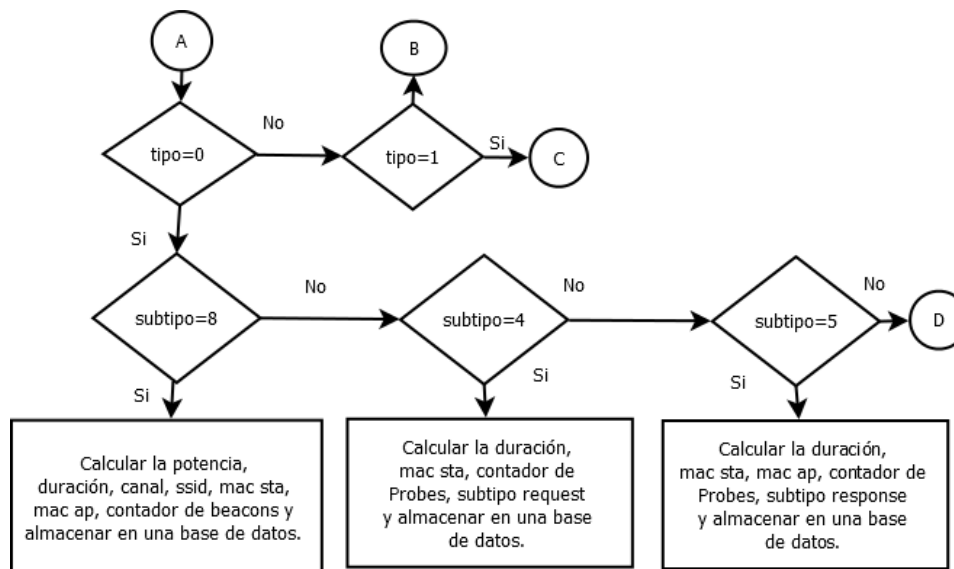 A
B
No
tipo=0
tipo=1
Si
C
Si
No
No
No
subtipo=8
subtipo=4
subtipo=5
D
Si
Si
Si
Calcular la potencia,
duración, canal, ssid, mac sta,
mac ap, contador de beacons y
almacenar en una base de datos.
Calcular la duración,
mac sta, contador de
Probes, subtipo request
y almacenar en una base
de datos.
Calcular la duración,
mac sta, mac ap, contador de
Probes, subtipo response
y almacenar en una base
de datos.